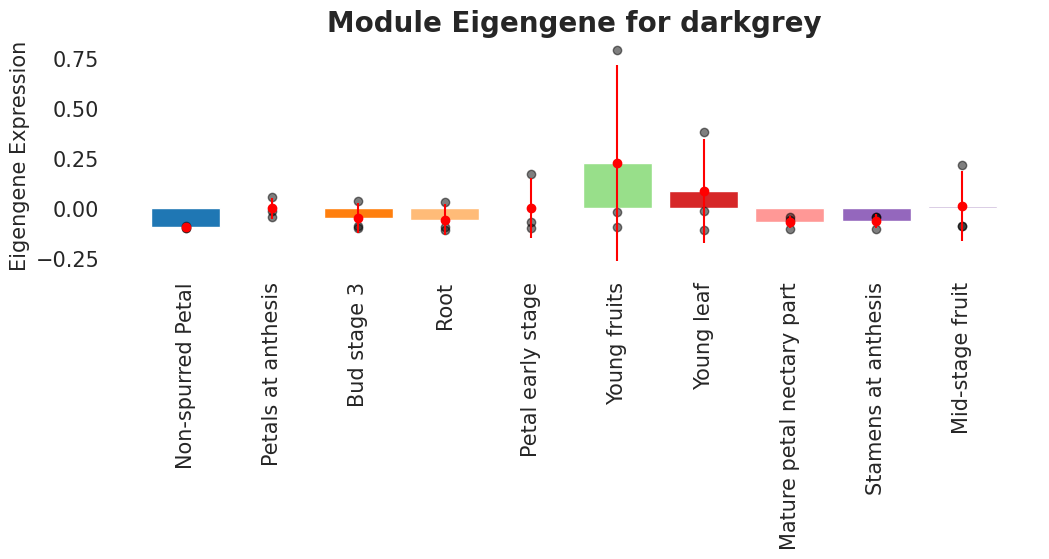 Module Eigengene for darkgrey
Eigengene Expression
0.75
0.50
0.25
0.00
−0.25
Non-spurred Petal
Petals at anthesis
Bud stage 3
Root
Petal early stage
Young fruits
Young leaf
Mature petal nectary part
Stamens at anthesis
Mid-stage fruit